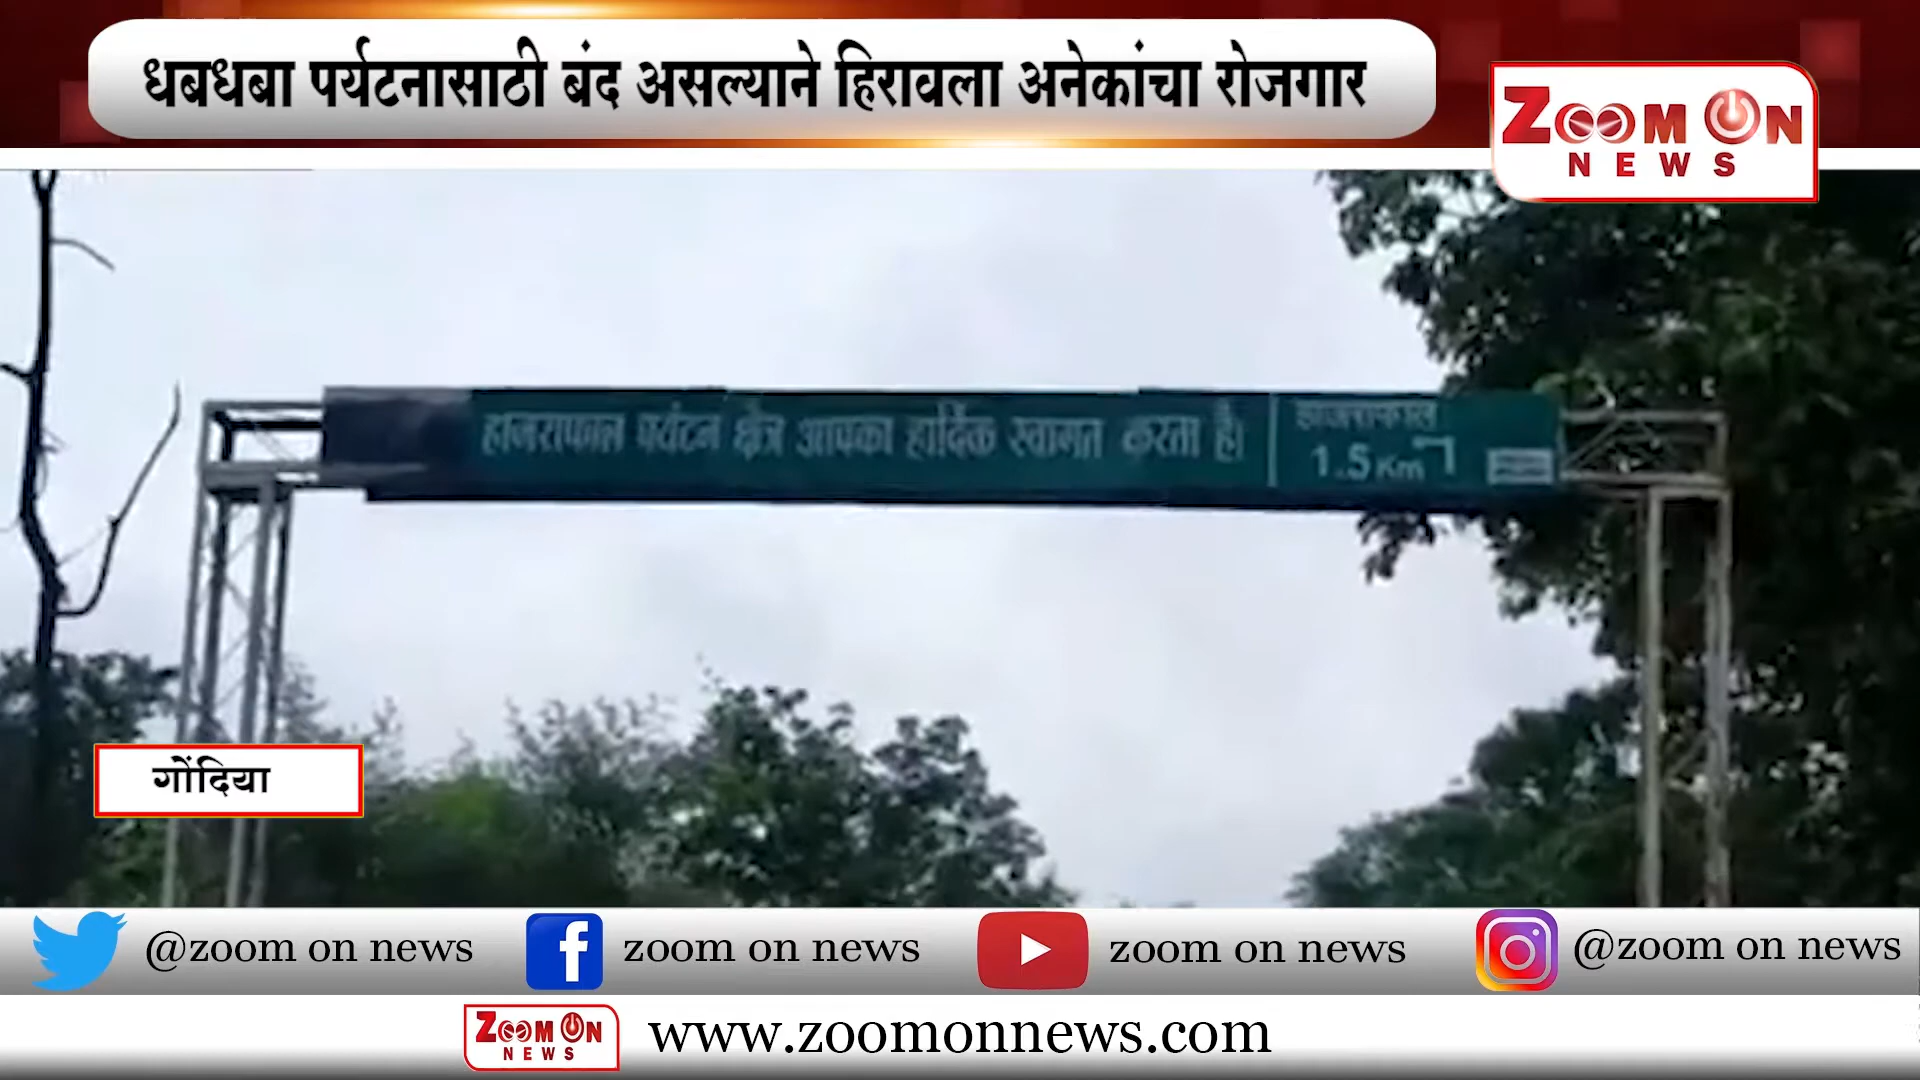 धबधबा पर्यटनासाठी बंद असल्याने हिरावला अनेकांचा रोजगार
ZOOM ON
NEWS
हाजराफाल पर्यटन क्षेत्र आपका हार्दिक स्वागत करता है।
हाजराफाल
1.5 Km
गोंदिया
@zoom on news
zoom on news
zoom on news
@zoom on news
ZOOM ON
NEWS
www.zoomonnews.com